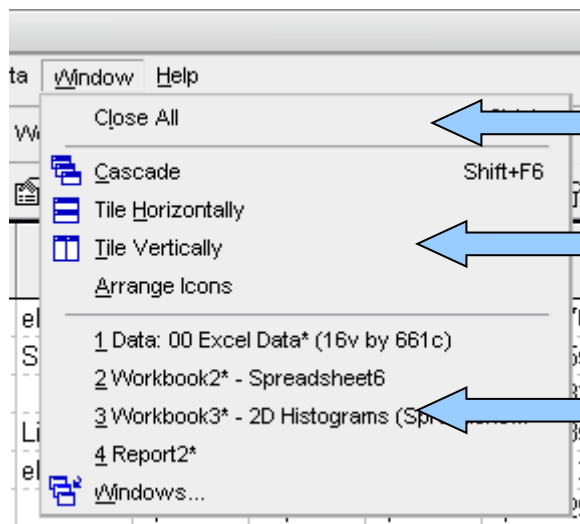 ta Window Help
Close All
Cascade Shift+F6
Tile Horizontally
Tile Vertically
Arrange Icons
1 Data: 00 Excel Data* (16v by 661c)
2 Workbook2* - Spreadsheet6
3 Workbook3* - 2D Histograms
4 Report2*
Windows...